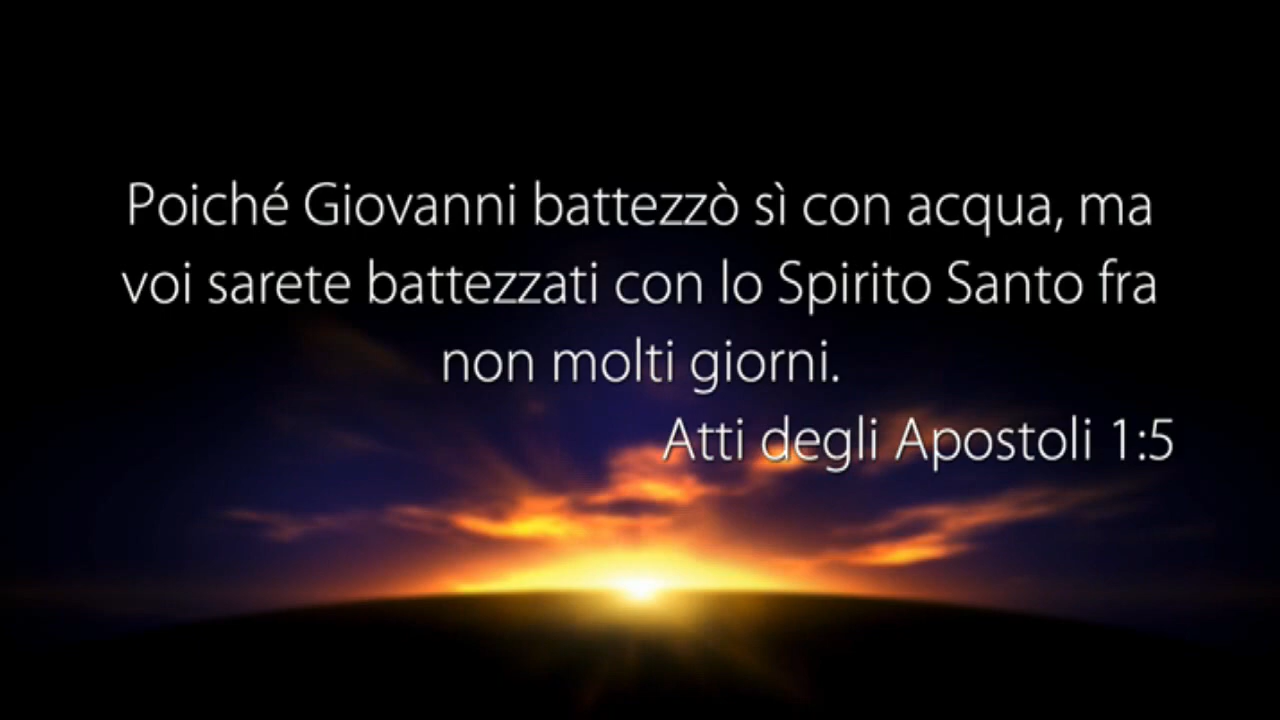 Poiché Giovanni battezzò sì con acqua, ma
voi sarete battezzati con lo Spirito Santo fra
non molti giorni.
Atti degli Apostoli 1:5